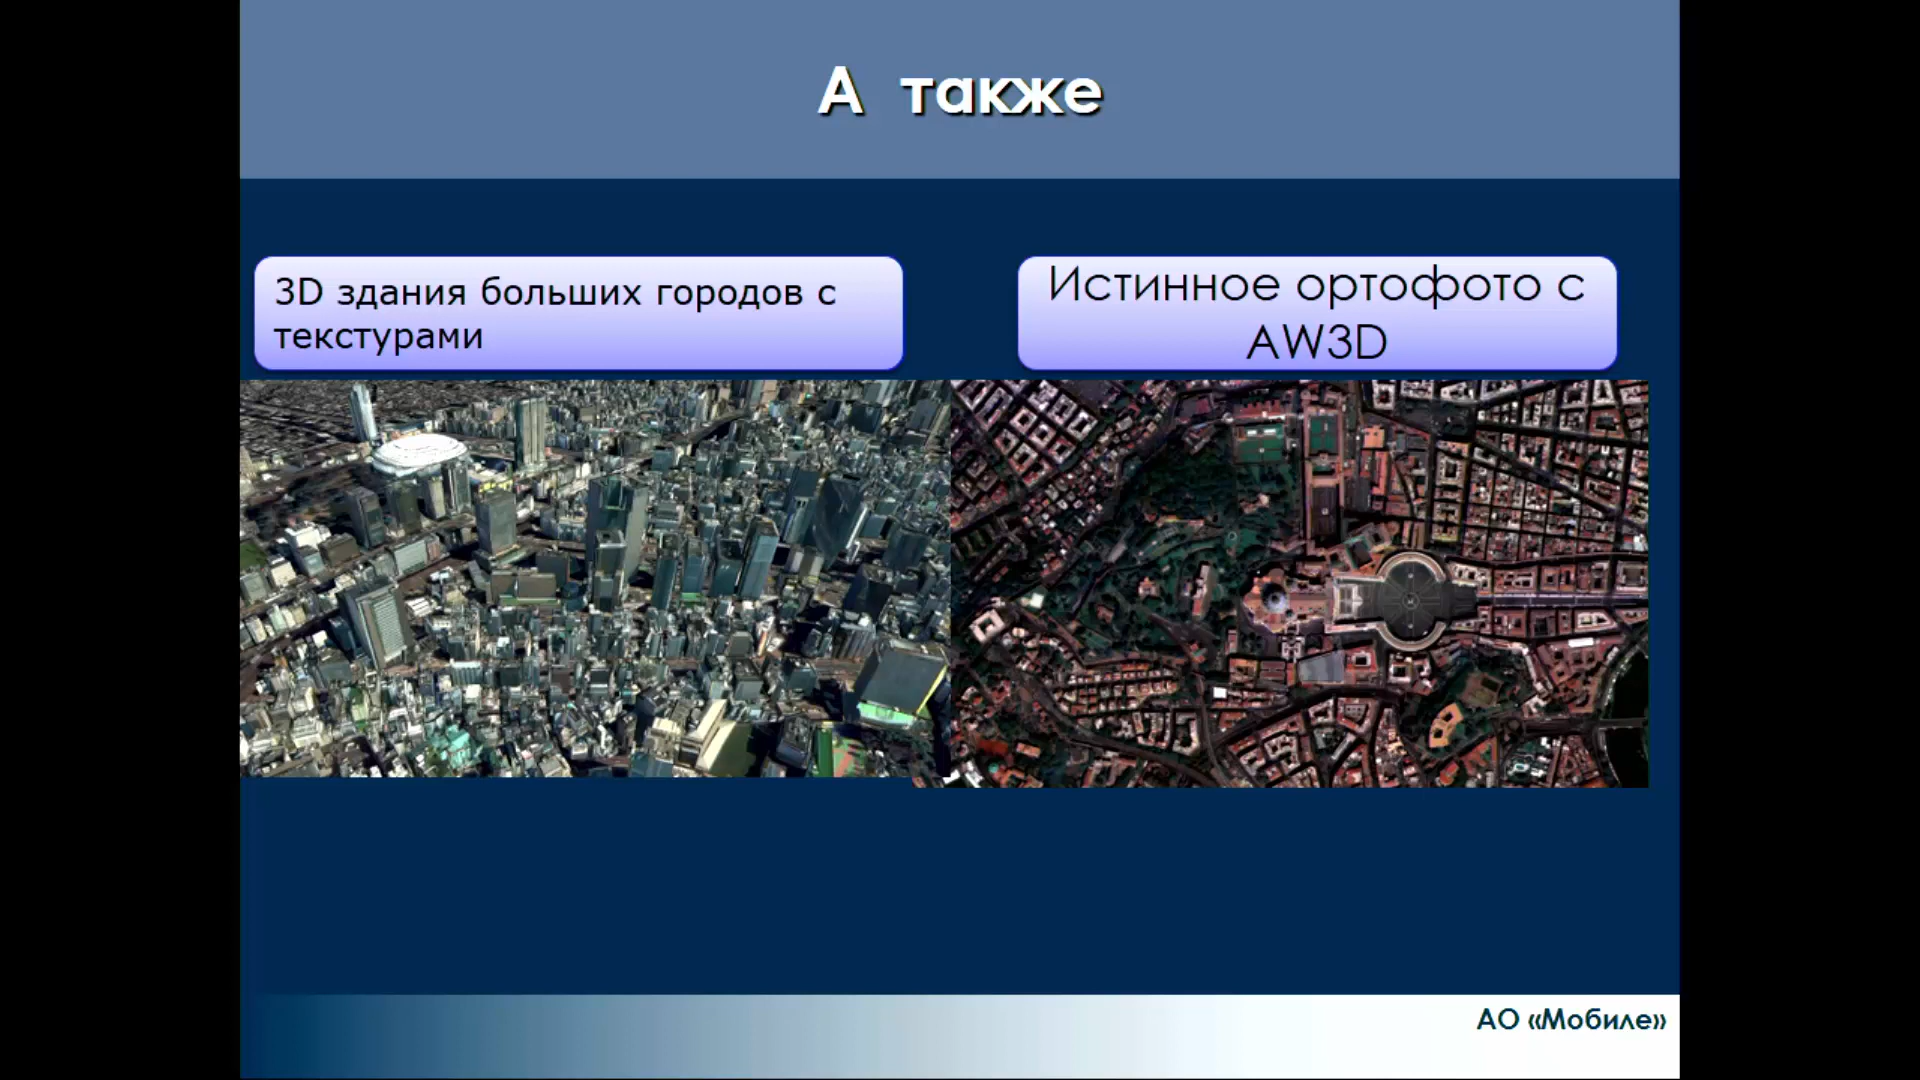 А также
3D здания больших городов с
текстурами
Истинное ортофото с
AW3D
АО «Мобиле»